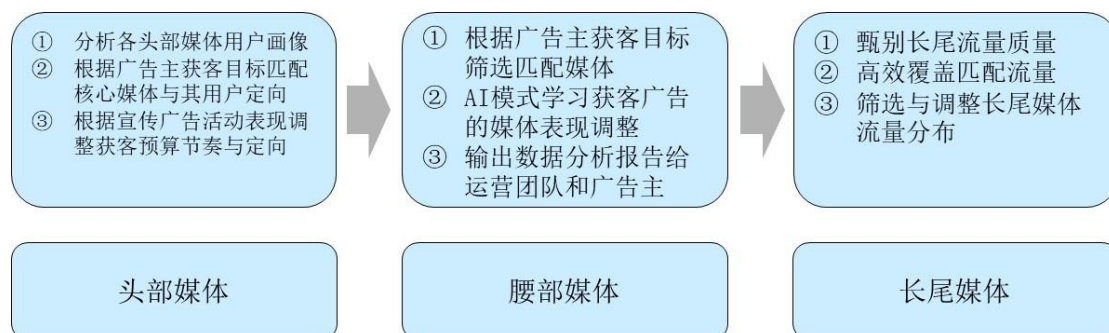 ① 分析各头部媒体用户画像
② 根据广告主获客目标匹配
核心媒体与其用户定向
③ 根据宣传广告活动表现调
整获客预算节奏与定向
① 根据广告主获客目标
筛选匹配媒体
② AI模式学习获客广告
的媒体表现调整
③ 输出数据分析报告给
运营团队和广告主
① 甄别长尾流量质量
② 高效覆盖匹配流量
③ 筛选与调整长尾媒体
流量分布
头部媒体
腰部媒体
长尾媒体